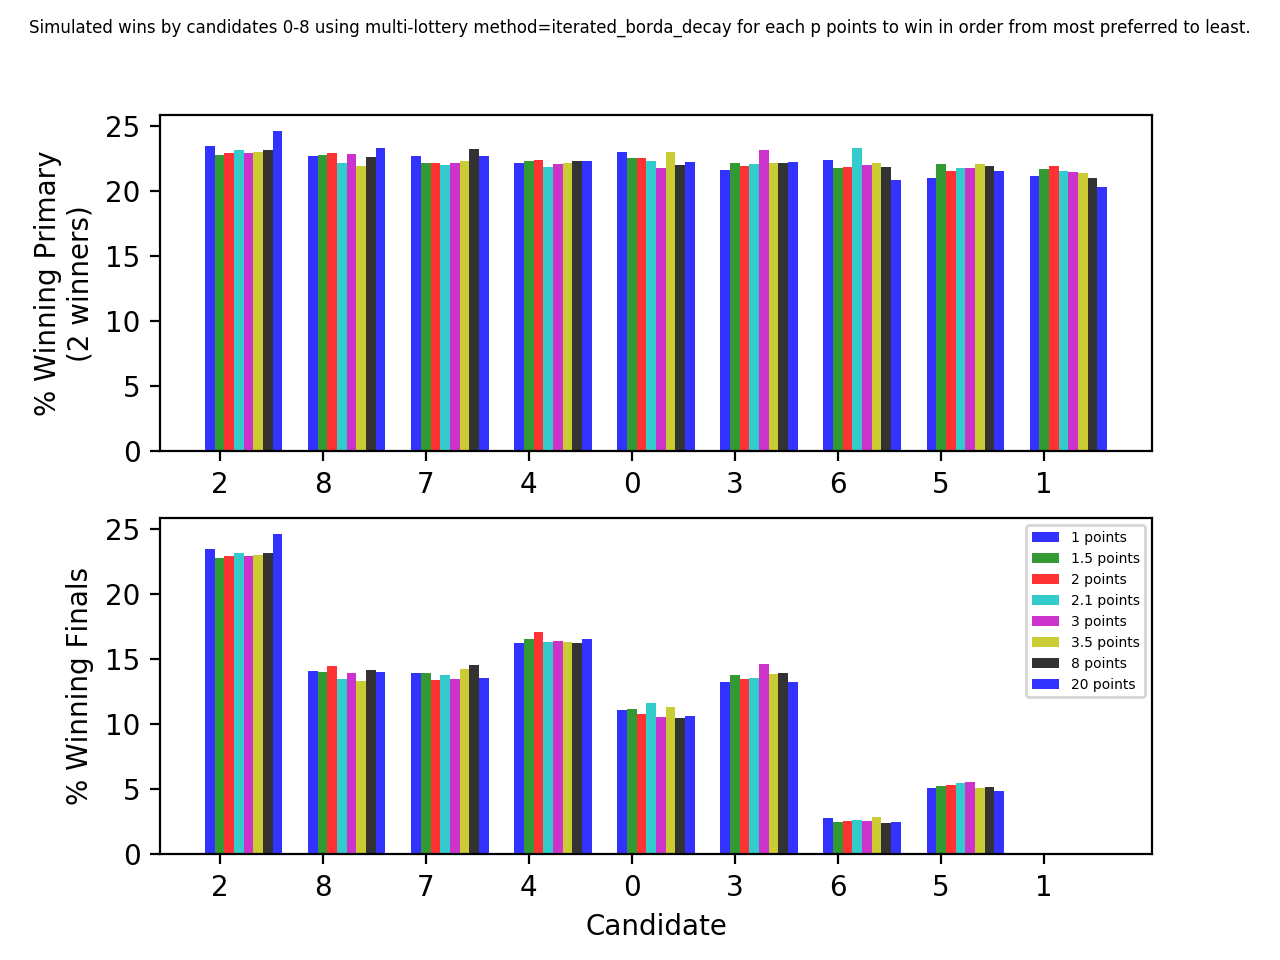 Simulated wins by candidates 0-8 using multi-lottery method=iterated_borda_decay for each p points to win in order from most preferred to least.
% Winning Primary
(2 winners)
25
20
15
10
5
0
2 8 7 4 0 3 6 5 1
% Winning Finals
25
20
15
10
5
0
1 points
1.5 points
2 points
2.1 points
3 points
3.5 points
8 points
20 points
2 8 7 4 0 3 6 5 1
Candidate